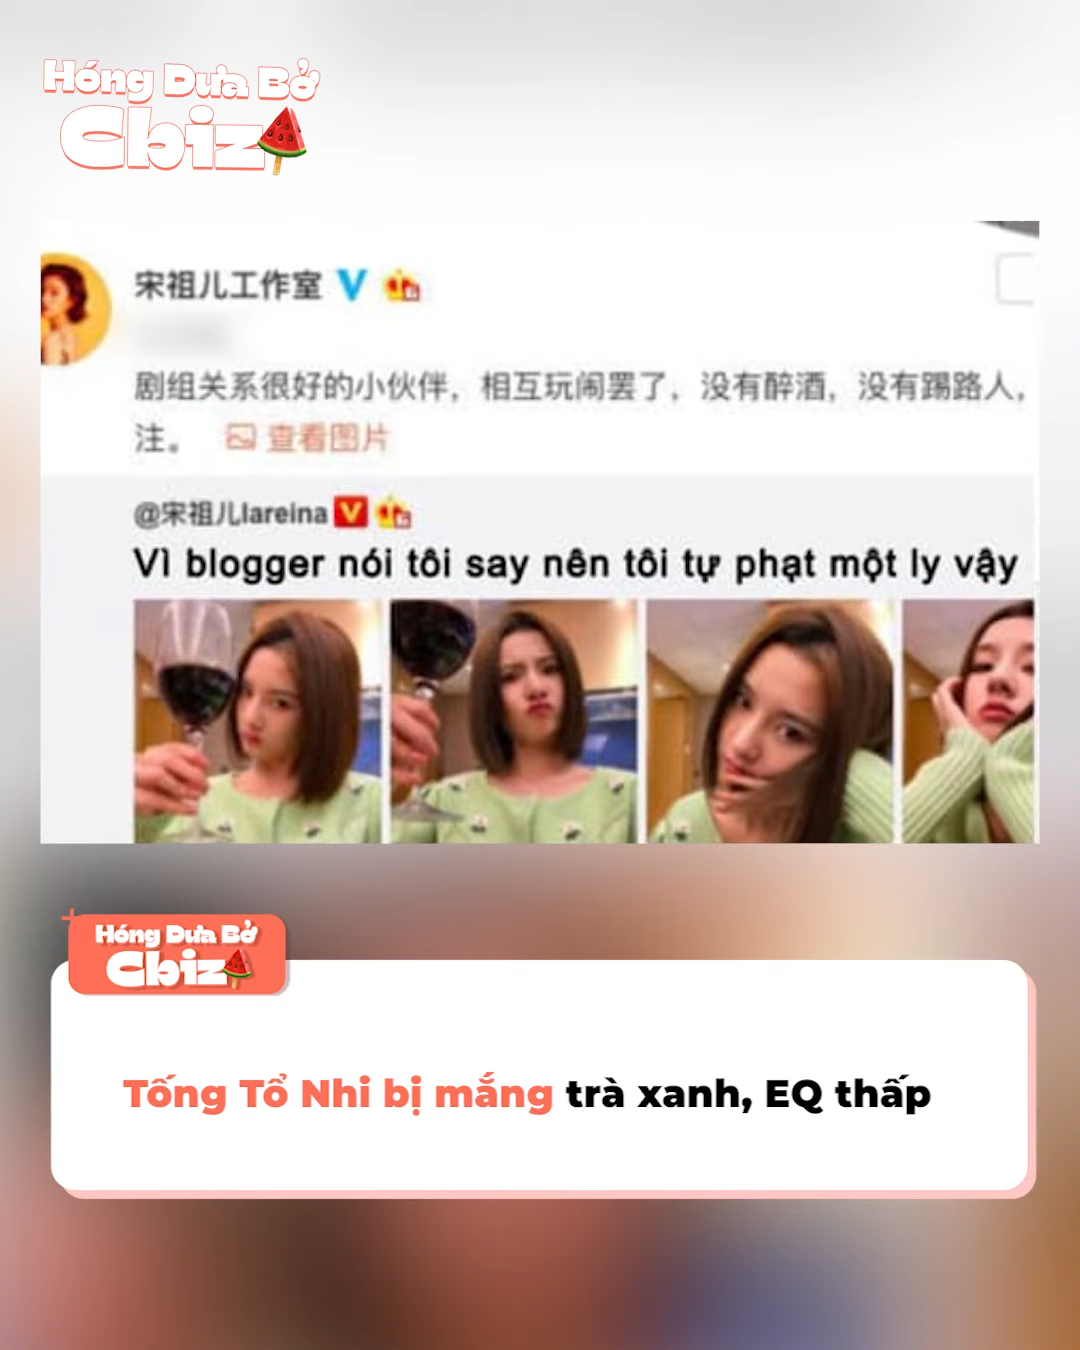 Hóng Dưa Bở
Cbiz
宋祖儿工作室
剧组关系很好的小伙伴，相互玩闹罢了，没有醉酒，没有踢路人，
注。 查看图片
@宋祖儿lareina
Vì blogger nói tôi say nên tôi tự phạt một ly vậy
Hóng Dưa Bở
Cbiz
Tống Tổ Nhi bị mắng trà xanh, EQ thấp